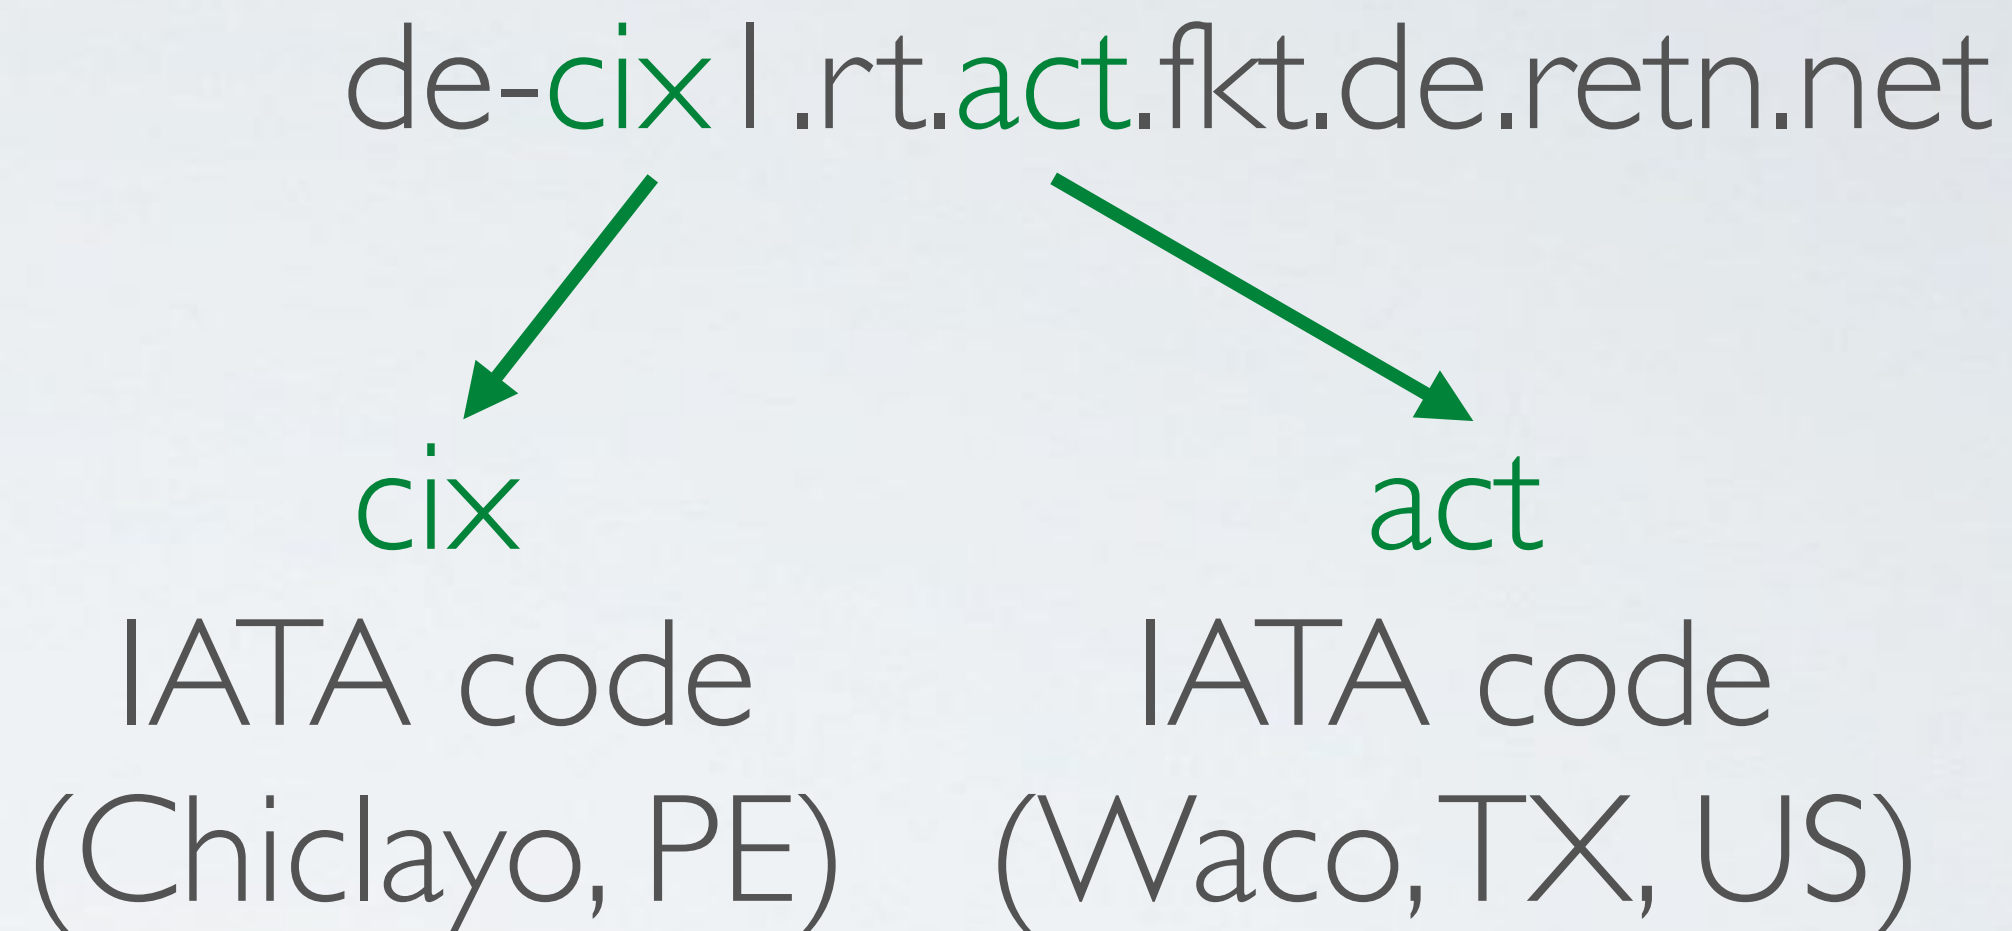 de-cix1.rt.act.fkt.de.retn.net
cix act
IATA code IATA code
(Chiclayo, PE) (Waco, TX, US)